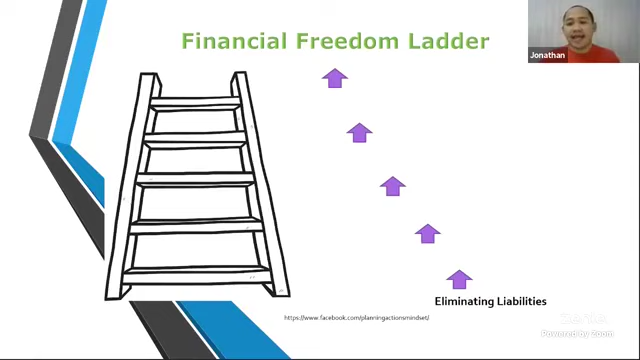 Financial Freedom Ladder
Jonathan
Eliminating Liabilities
https://www.facebook.com/planningactionsmindset/
Powered by Zoom